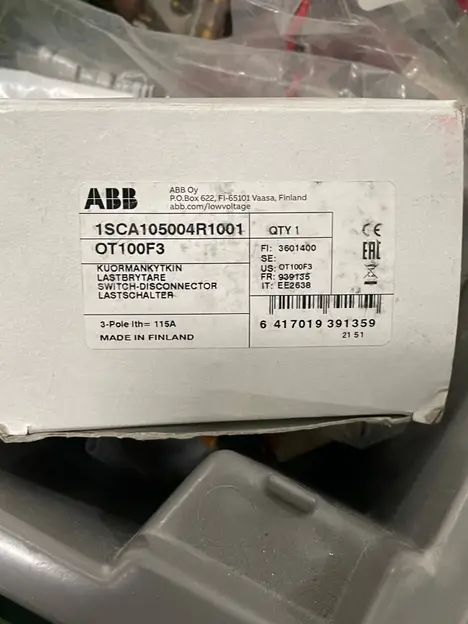 ABB
ABB Oy
P.O.Box 622, FI-65101 Vaasa, Finland
abb.com/lowvoltage
1SCA105004R1001
QTY 1
OT100F3
KUORMANKYTKIN
LASTBRYTARE
SWITCH-DISCONNECTOR
LASTSCHALTER
FI: 3601400
SE:
US: OT100F3
FR: 939135
IT: EE2638
CE
EAC
3-Pole Ith= 115A
MADE IN FINLAND
6 417019 391359
21 51